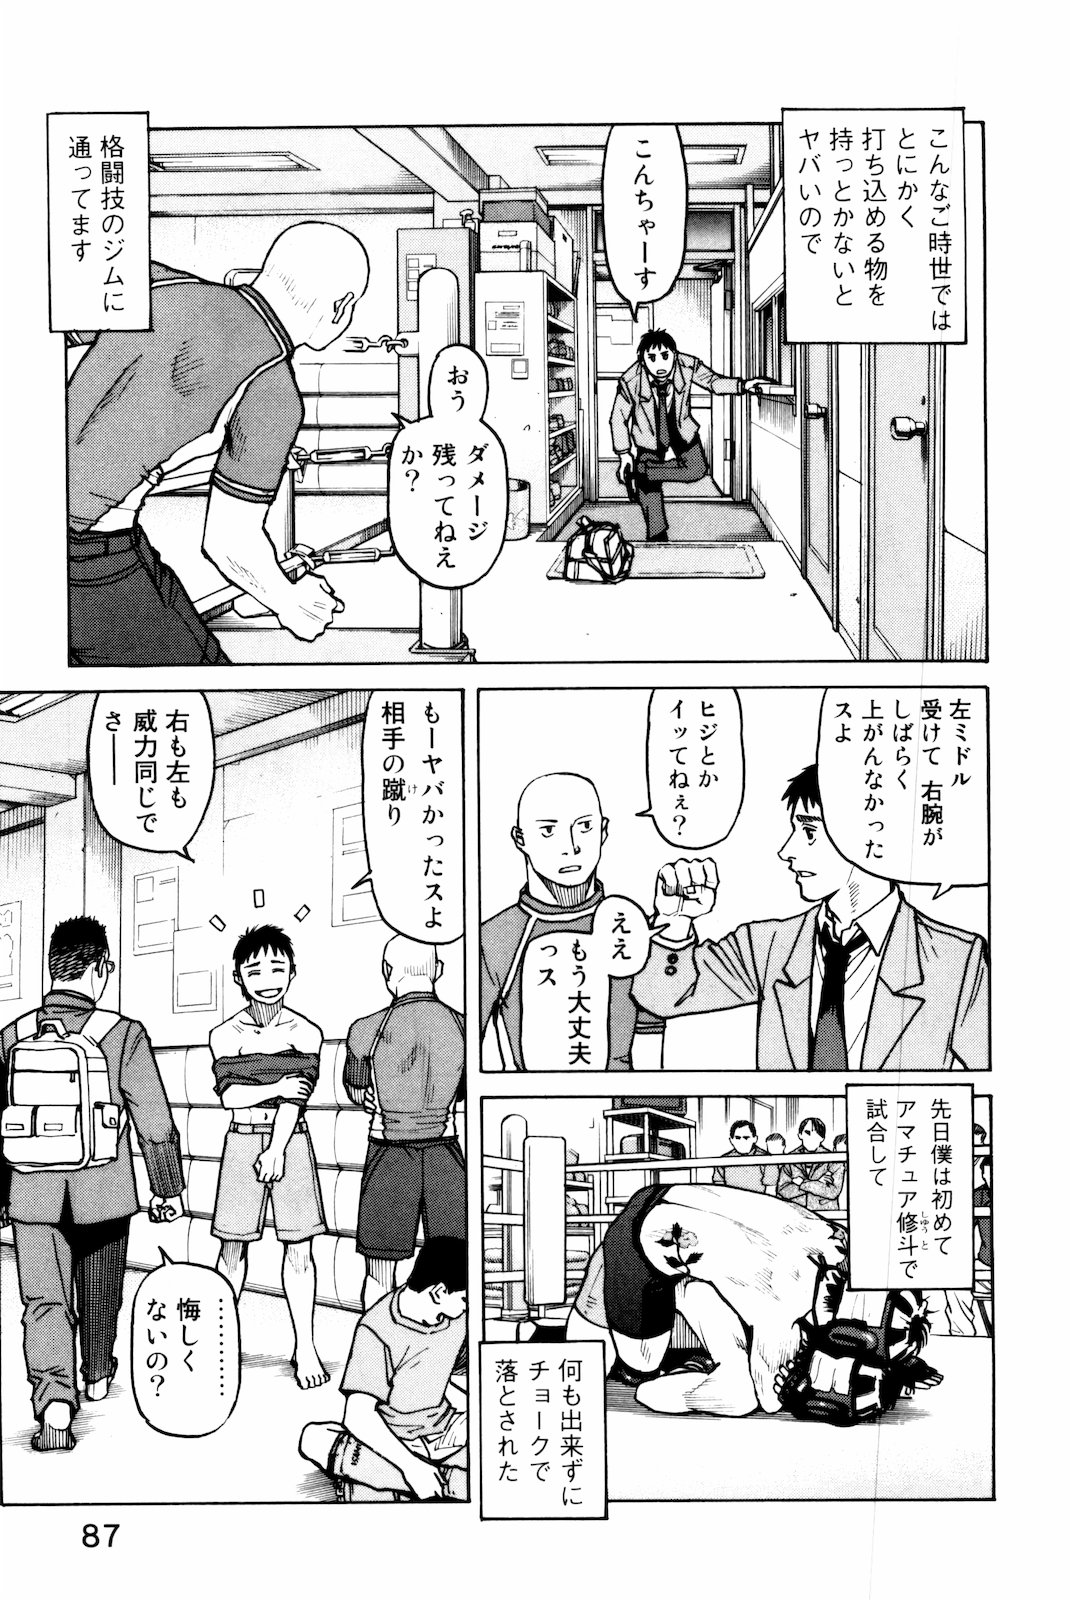 こんなご時世では
とにかく
打ち込める物を
持っとかないと
ヤバいので
こんちゃーす
おう
ダメージ
残ってねえ
か?
格闘技のジムに
通ってます
左ミドル
受けて 右腕が
しばらく
上がんなかった
スよ
ヒジとか
イッてねぇ?
ええ
もう大丈夫
っス
先日僕は初めて
アマチュア修斗で
しゅうと
試合して
何も出来ずに
チョークで
落とされた
もーヤバかったスよ
相手の蹴り
け
右も左も
威力同じで
さ――
…………
悔しく
ないの?
87